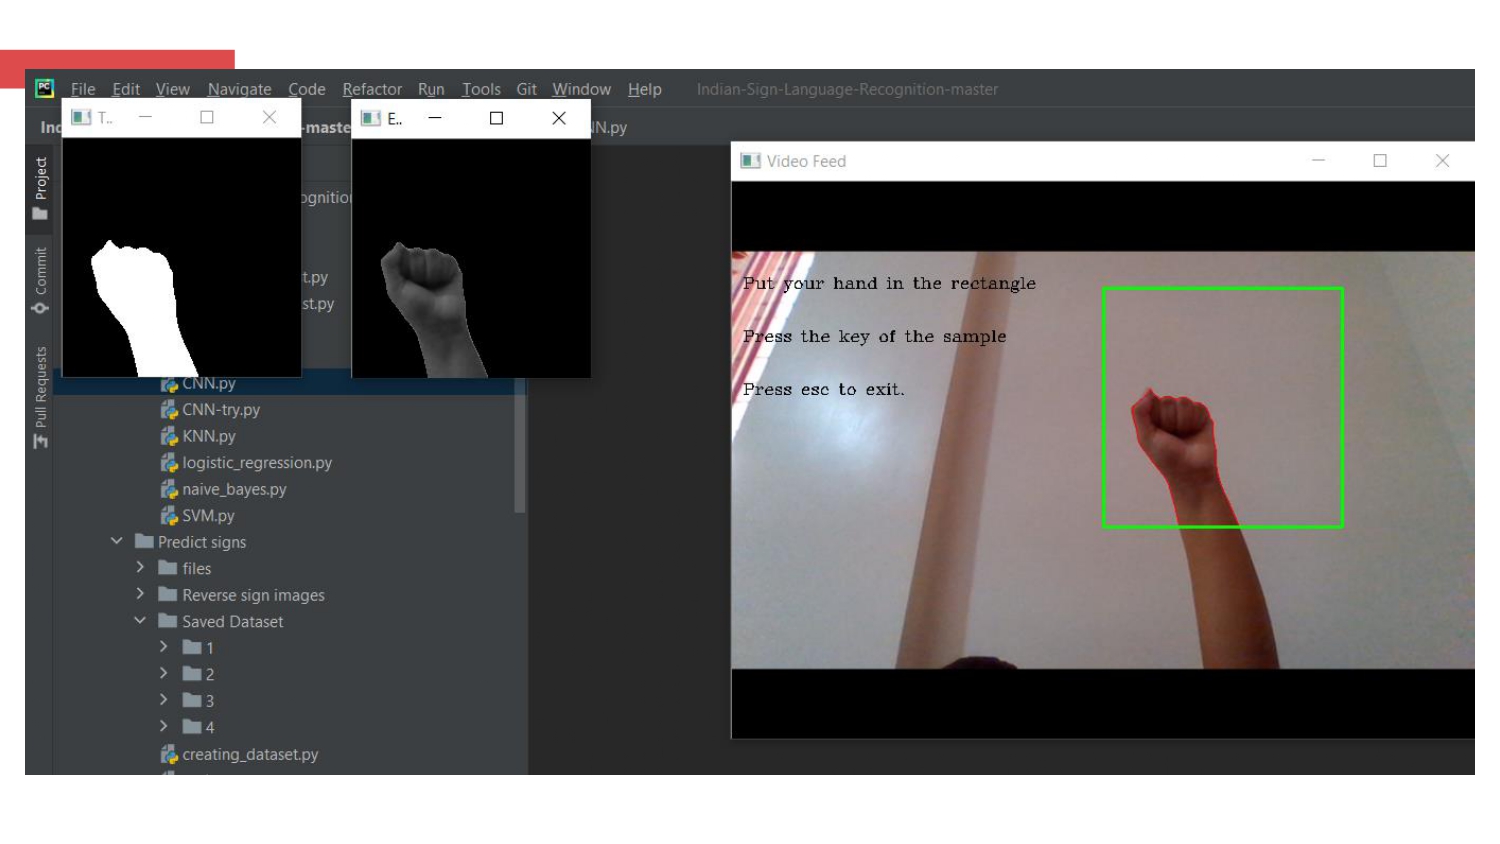 PC File Edit View Navigate Code Refactor Run Tools Git Window Help Indian-Sign-Language-Recognition-master
T..
E..
-maste
NN.py
Project
Commit
Pull Requests
ognition
t.py
st.py
CNN.py
CNN-try.py
KNN.py
logistic_regression.py
naive_bayes.py
SVM.py
Predict signs
files
Reverse sign images
Saved Dataset
1
2
3
4
creating_dataset.py
Video Feed
Put your hand in the rectangle
Press the key of the sample
Press esc to exit.